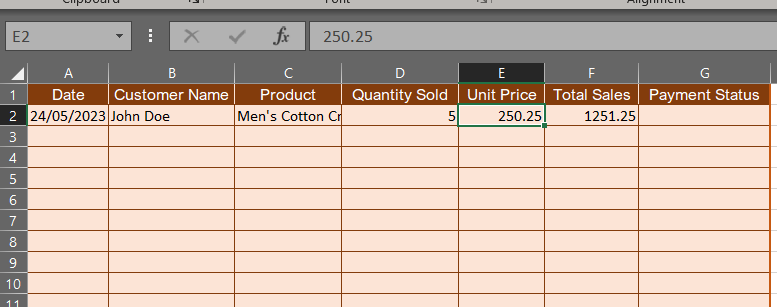 Clipboard Font Alignment
E2 fx 250.25
A B C D E F G
1 Date Customer Name Product Quantity Sold Unit Price Total Sales Payment Status
2 24/05/2023 John Doe Men's Cotton Cr 5 250.25 1251.25
3
4
5
6
7
8
9
10
11